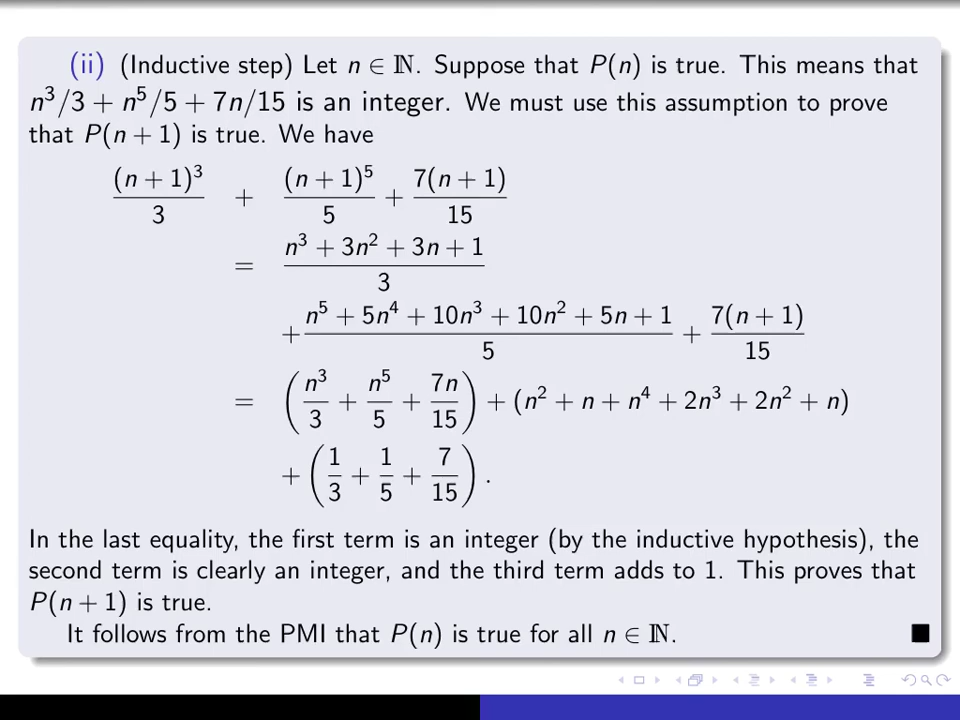 (ii) (Inductive step) Let n ∈ ℕ. Suppose that P(n) is true. This means that
n³/3 + n⁵/5 + 7n/15 is an integer. We must use this assumption to prove
that P(n + 1) is true. We have
(n + 1)³/3 + (n + 1)⁵/5 + 7(n + 1)/15
= (n³ + 3n² + 3n + 1)/3
+ (n⁵ + 5n⁴ + 10n³ + 10n² + 5n + 1)/5 + 7(n + 1)/15
= (n³/3 + n⁵/5 + 7n/15) + (n² + n + n⁴ + 2n³ + 2n² + n)
+ (1/3 + 1/5 + 7/15).
In the last equality, the first term is an integer (by the inductive hypothesis), the
second term is clearly an integer, and the third term adds to 1. This proves that
P(n + 1) is true.
It follows from the PMI that P(n) is true for all n ∈ ℕ.